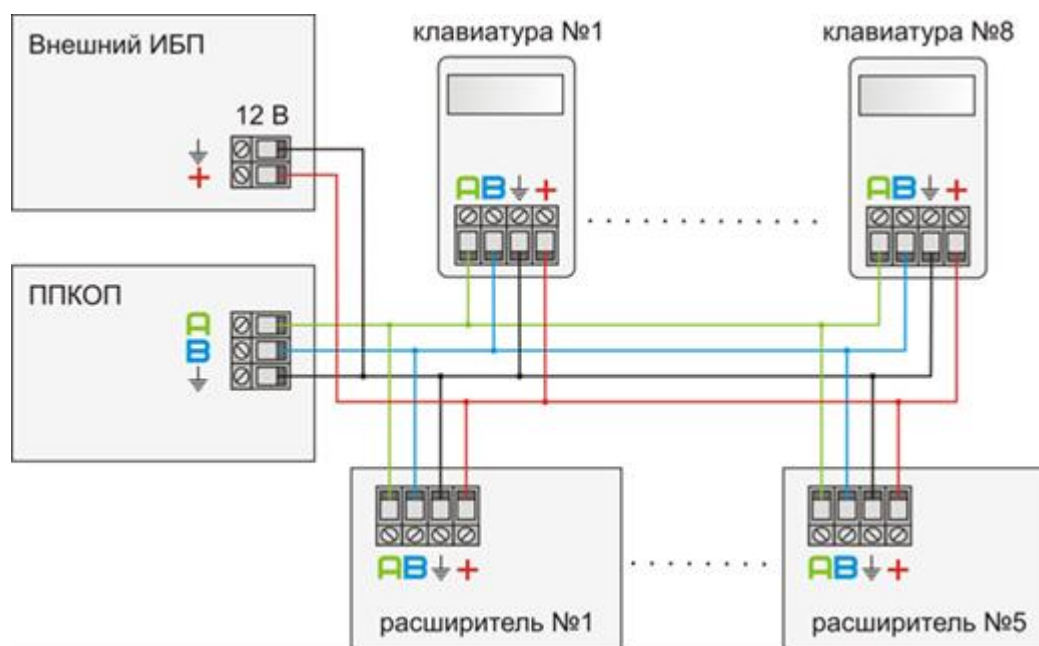 Внешний ИБП
12 В
+
клавиатура №1
AB +
клавиатура №8
AB +
ППКОП
A
B
AB +
расширитель №1
AB +
расширитель №5